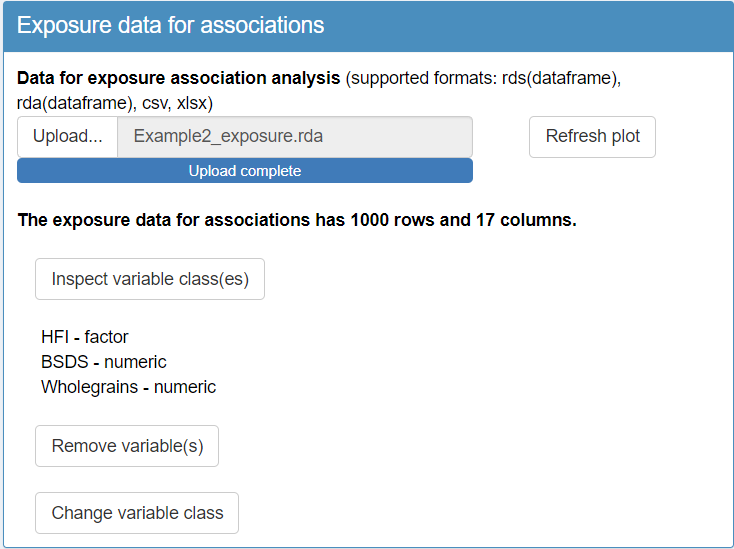 Exposure data for associations
Data for exposure association analysis (supported formats: rds(dataframe),
rda(dataframe), csv, xlsx)
Upload... Example2_exposure.rda Refresh plot
Upload complete
The exposure data for associations has 1000 rows and 17 columns.
Inspect variable class(es)
HFI - factor
BSDS - numeric
Wholegrains - numeric
Remove variable(s)
Change variable class